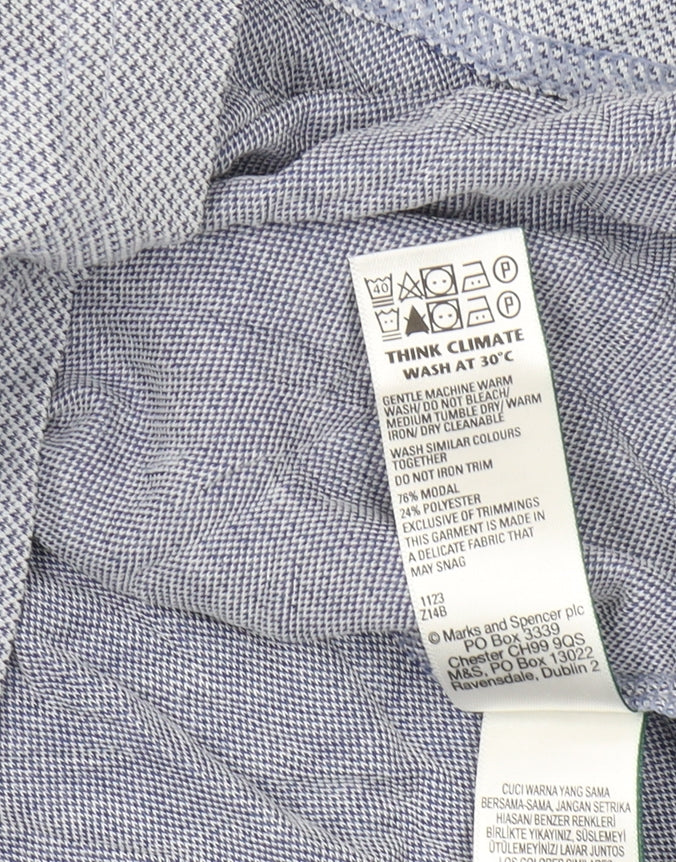 40 P
P
THINK CLIMATE
WASH AT 30°C
GENTLE MACHINE WARM
WASH/ DO NOT BLEACH/
MEDIUM TUMBLE DRY/ WARM
IRON/ DRY CLEANABLE
WASH SIMILAR COLOURS
TOGETHER
DO NOT IRON TRIM
76% MODAL
24% POLYESTER
EXCLUSIVE OF TRIMMINGS
THIS GARMENT IS MADE IN
A DELICATE FABRIC THAT
MAY SNAG
1123
Z14B
© Marks and Spencer plc
PO Box 3339
Chester CH99 9QS
M&S, PO Box 13022
Ravensdale, Dublin 2
CUCI WARNA YANG SAMA
BERSAMA-SAMA, JANGAN SETRIKA
HIASAN BENZER RENKLERİ
BİRLİKTE YIKAYINIZ, SÜSLEMEYİ
ÜTÜLEMEYİNİZ/ LAVAR JUNTOS